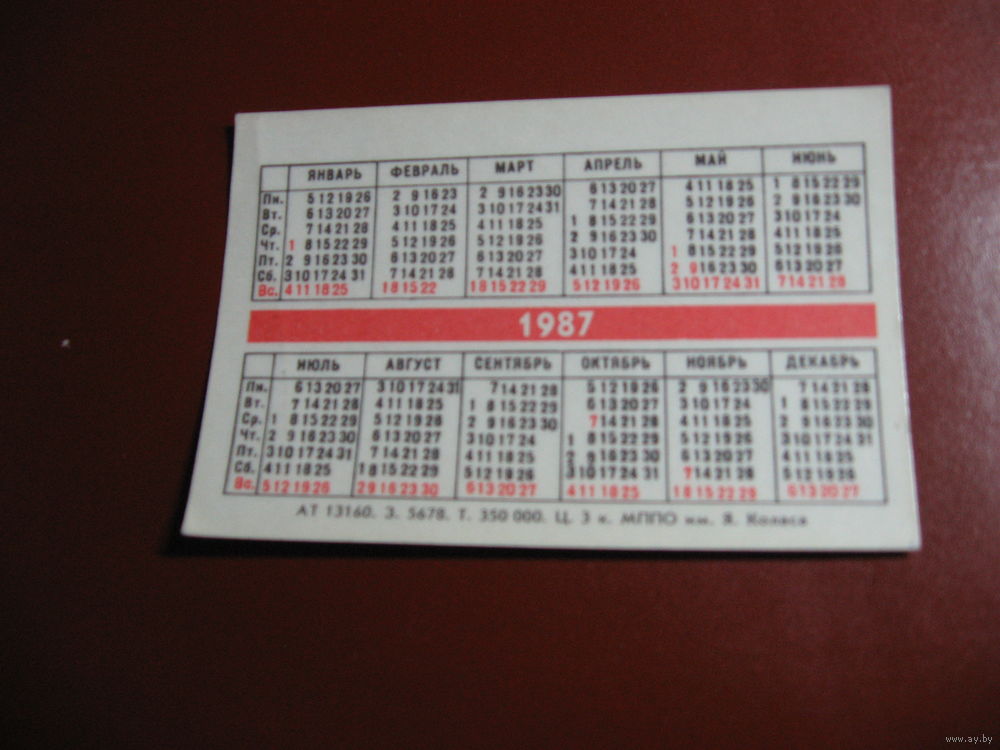 ЯНВАРЬ ФЕВРАЛЬ МАРТ АПРЕЛЬ МАЙ ИЮНЬ
Пн. 5 12 19 26 2 9 16 23 2 9 16 23 30 6 13 20 27 4 11 18 25 1 8 15 22 29
Вт. 6 13 20 27 3 10 17 24 3 10 17 24 31 7 14 21 28 5 12 19 26 2 9 16 23 30
Ср. 7 14 21 28 4 11 18 25 4 11 18 25 1 8 15 22 29 6 13 20 27 3 10 17 24
Чт. 1 8 15 22 29 5 12 19 26 5 12 19 26 2 9 16 23 30 7 14 21 28 4 11 18 25
Пт. 2 9 16 23 30 6 13 20 27 6 13 20 27 3 10 17 24 1 8 15 22 29 5 12 19 26
Сб. 3 10 17 24 31 7 14 21 28 7 14 21 28 4 11 18 25 2 9 16 23 30 6 13 20 27
Вс. 4 11 18 25 1 8 15 22 1 8 15 22 29 5 12 19 26 3 10 17 24 31 7 14 21 28
1987
ИЮЛЬ АВГУСТ СЕНТЯБРЬ ОКТЯБРЬ НОЯБРЬ ДЕКАБРЬ
Пн. 6 13 20 27 3 10 17 24 31 7 14 21 28 5 12 19 26 2 9 16 23 30 7 14 21 28
Вт. 7 14 21 28 4 11 18 25 1 8 15 22 29 6 13 20 27 3 10 17 24 1 8 15 22 29
Ср. 1 8 15 22 29 5 12 19 26 2 9 16 23 30 7 14 21 28 4 11 18 25 2 9 16 23 30
Чт. 2 9 16 23 30 6 13 20 27 3 10 17 24 1 8 15 22 29 5 12 19 26 3 10 17 24 31
Пт. 3 10 17 24 31 7 14 21 28 4 11 18 25 2 9 16 23 30 6 13 20 27 4 11 18 25
Сб. 4 11 18 25 1 8 15 22 29 5 12 19 26 3 10 17 24 31 7 14 21 28 5 12 19 26
Вс. 5 12 19 26 2 9 16 23 30 6 13 20 27 4 11 18 25 1 8 15 22 29 6 13 20 27
АТ 13160. З. 5678. Т. 350 000. Ц. 3 к. МППО им. Я. Коласа
www.ay.by